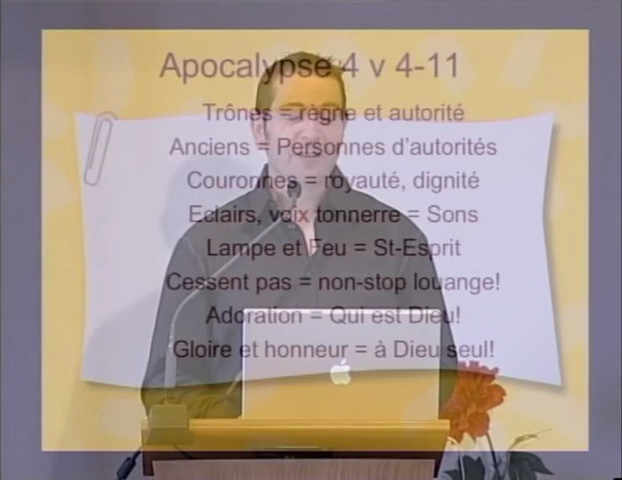 Apocalypse 4 v 4-11
Trônes = règne et autorité
Anciens = Personnes d'autorités
Couronnes = royauté, dignité
Eclairs, voix tonnerre = Sons
Lampe et Feu = St-Esprit
Cessent pas = non-stop louange!
Adoration = Qui est Dieu!
Gloire et honneur = à Dieu seul!